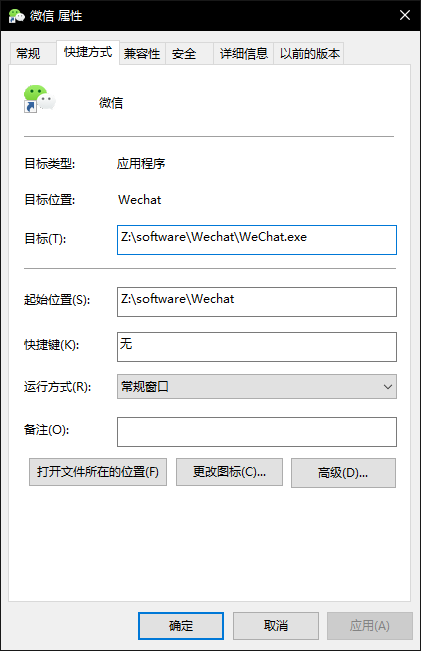 微信 属性
常规 快捷方式 兼容性 安全 详细信息 以前的版本
微信
目标类型: 应用程序
目标位置: Wechat
目标(T): Z:\software\Wechat\WeChat.exe
起始位置(S): Z:\software\Wechat
快捷键(K): 无
运行方式(R): 常规窗口
备注(O):
打开文件所在的位置(F) 更改图标(C)... 高级(D)...
确定 取消 应用(A)